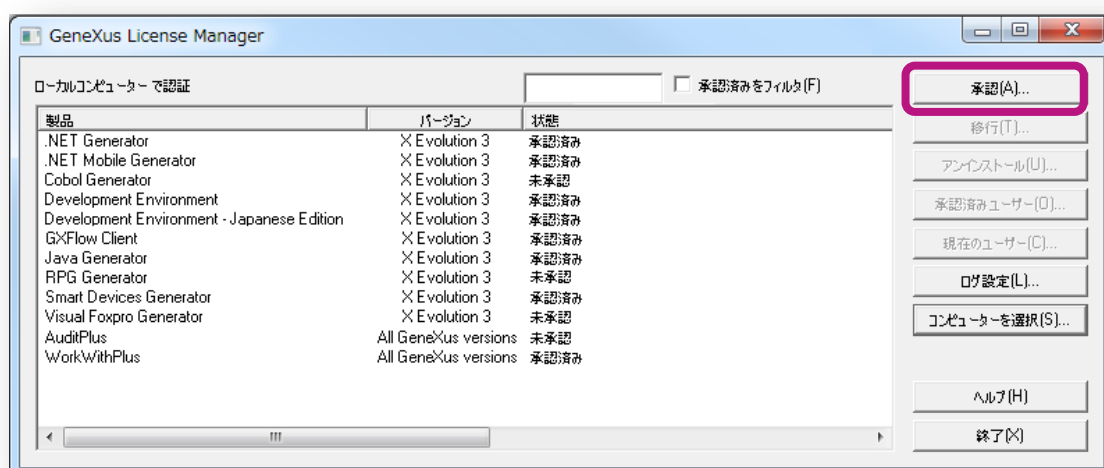 GeneXus License Manager
ローカルコンピューター で認証
承認済みをフィルタ(F)
承認(A)...
製品 バージョン 状態
.NET Generator X Evolution 3 承認済み
移行(T)...
.NET Mobile Generator X Evolution 3 承認済み
アンインストール(U)...
Cobol Generator X Evolution 3 未承認
Development Environment X Evolution 3 承認済み
承認済みユーザー(O)...
Development Environment - Japanese Edition X Evolution 3 承認済み
GXFlow Client X Evolution 3 承認済み
現在のユーザー(C)...
Java Generator X Evolution 3 承認済み
RPG Generator X Evolution 3 未承認
ログ設定(L)...
Smart Devices Generator X Evolution 3 承認済み
Visual Foxpro Generator X Evolution 3 未承認
コンピューターを選択(S)...
AuditPlus All GeneXus versions 未承認
WorkWithPlus All GeneXus versions 承認済み
ヘルプ(H)
終了(X)